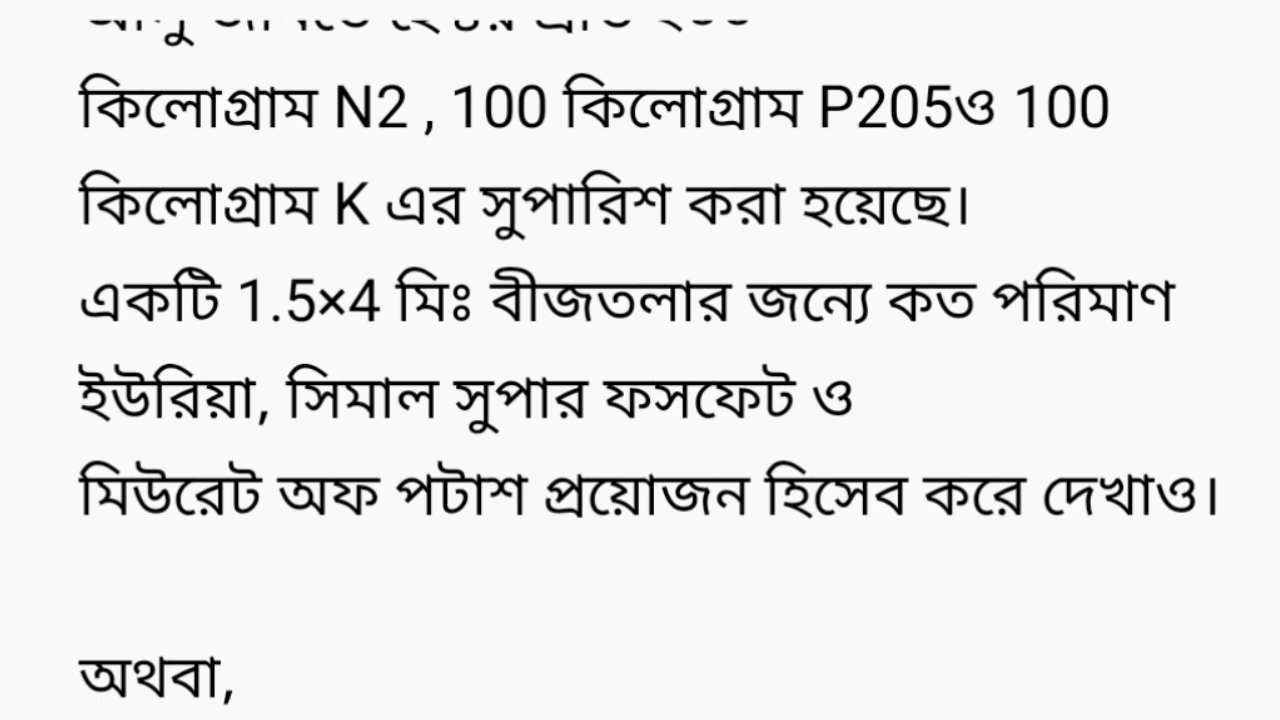 কিলোগ্রাম N2 , 100 কিলোগ্রাম P205ও 100
কিলোগ্রাম K এর সুপারিশ করা হয়েছে।
একটি 1.5×4 মিঃ বীজতলার জন্যে কত পরিমাণ
ইউরিয়া, সিমাল সুপার ফসফেট ও
মিউরেট অফ পটাশ প্রয়োজন হিসেব করে দেখাও।
অথবা,